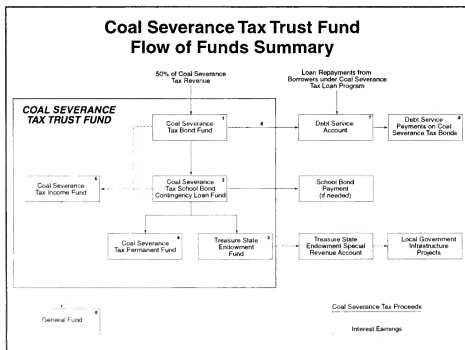 Coal Severance Tax Trust Fund
Flow of Funds Summary
50% of Coal Severance
Tax Revenue
Loan Repayments from
Borrowers under Coal Severance
Tax Loan Program
COAL SEVERANCE
TAX TRUST FUND
1
Coal Severance
Tax Bond Fund
7
Debt Service
Account
Debt Service
Payments on Coal
Severance Tax Bonds
Coal Severance
Tax Income Fund
Coal Severance
Tax School Bond
Contingency Loan Fund
School Bond
Payment
(if needed)
4
Coal Severance
Tax Permanent Fund
3
Treasure State
Endowment
Fund
Treasure State
Endowment Special
Revenue Account
Local Government
Infrastructure
Projects
General Fund
Coal Severance Tax Proceeds
Interest Earnings